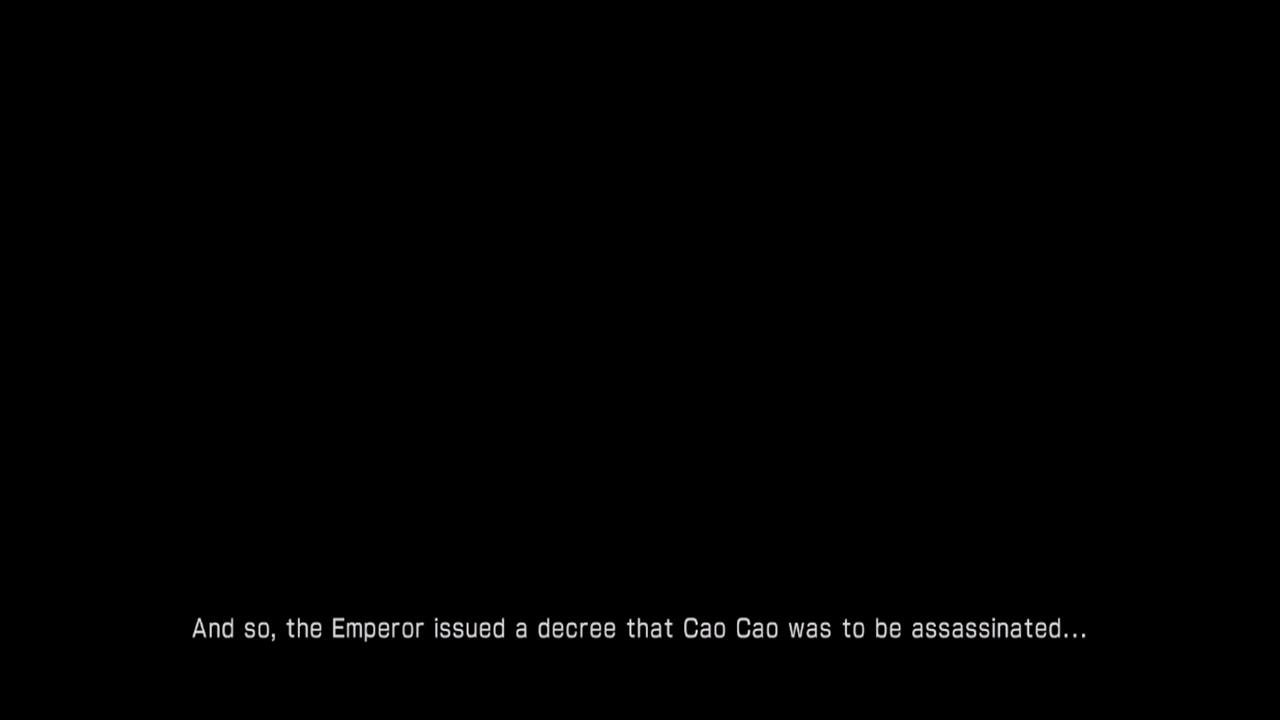 And so, the Emperor issued a decree that Cao Cao was to be assassinated...